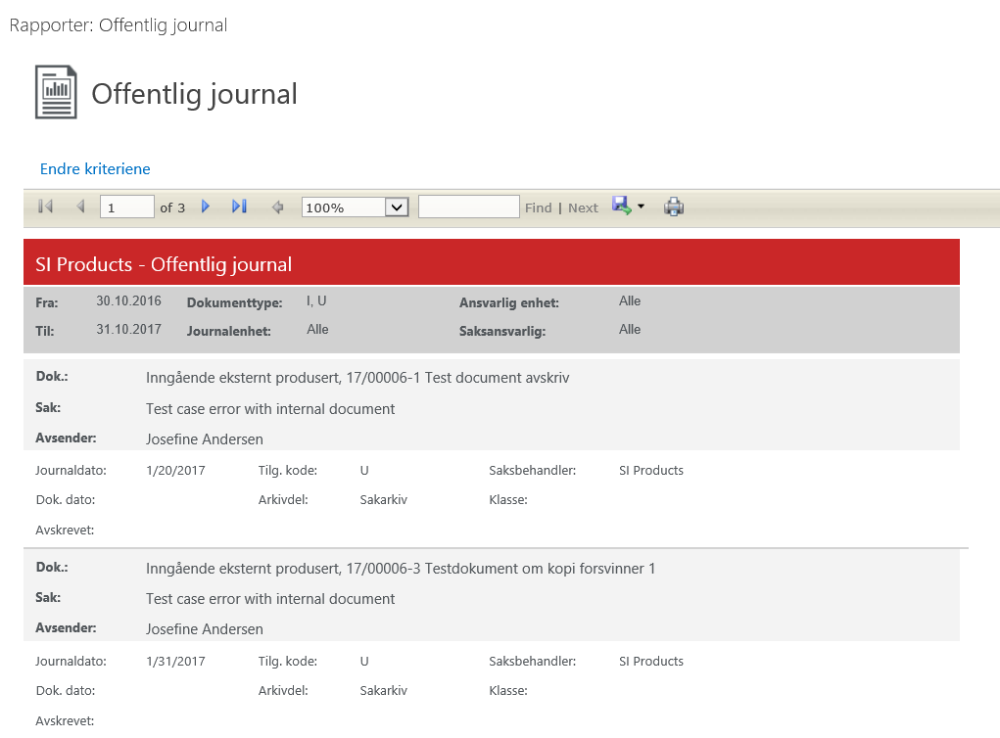 Rapporter: Offentlig journal
Offentlig journal
Endre kriteriene
1 of 3 100% Find | Next
SI Products - Offentlig journal
Fra: 30.10.2016 Dokumenttype: I, U Ansvarlig enhet: Alle
Til: 31.10.2017 Journalenhet: Alle Saksansvarlig: Alle
Dok.: Inngående eksternt produsert, 17/00006-1 Test document avskriv
Sak: Test case error with internal document
Avsender: Josefine Andersen
Journaldato: 1/20/2017 Tilg. kode: U Saksbehandler: SI Products
Dok. dato: Arkivdel: Sakarkiv Klasse:
Avskrevet:
Dok.: Inngående eksternt produsert, 17/00006-3 Testdokument om kopi forsvinner 1
Sak: Test case error with internal document
Avsender: Josefine Andersen
Journaldato: 1/31/2017 Tilg. kode: U Saksbehandler: SI Products
Dok. dato: Arkivdel: Sakarkiv Klasse:
Avskrevet: